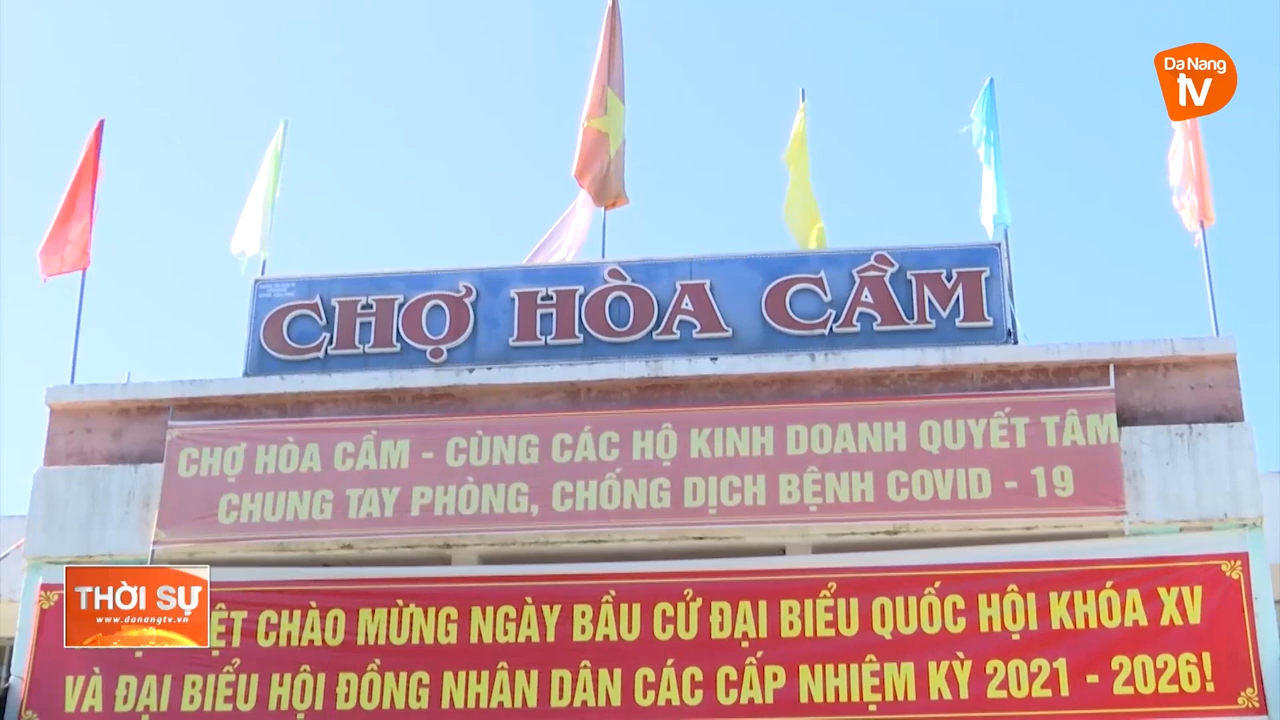 Da Nang
tv
CHỢ HÒA CẦM
CHỢ HÒA CẦM - CÙNG CÁC HỘ KINH DOANH QUYẾT TÂM
CHUNG TAY PHÒNG, CHỐNG DỊCH BỆNH COVID - 19
THỜI SỰ
www.danangtv.vn
ỆT CHÀO MỪNG NGÀY BẦU CỬ ĐẠI BIỂU QUỐC HỘI KHÓA XV
VÀ ĐẠI BIỂU HỘI ĐỒNG NHÂN DÂN CÁC CẤP NHIỆM KỲ 2021 - 2026!